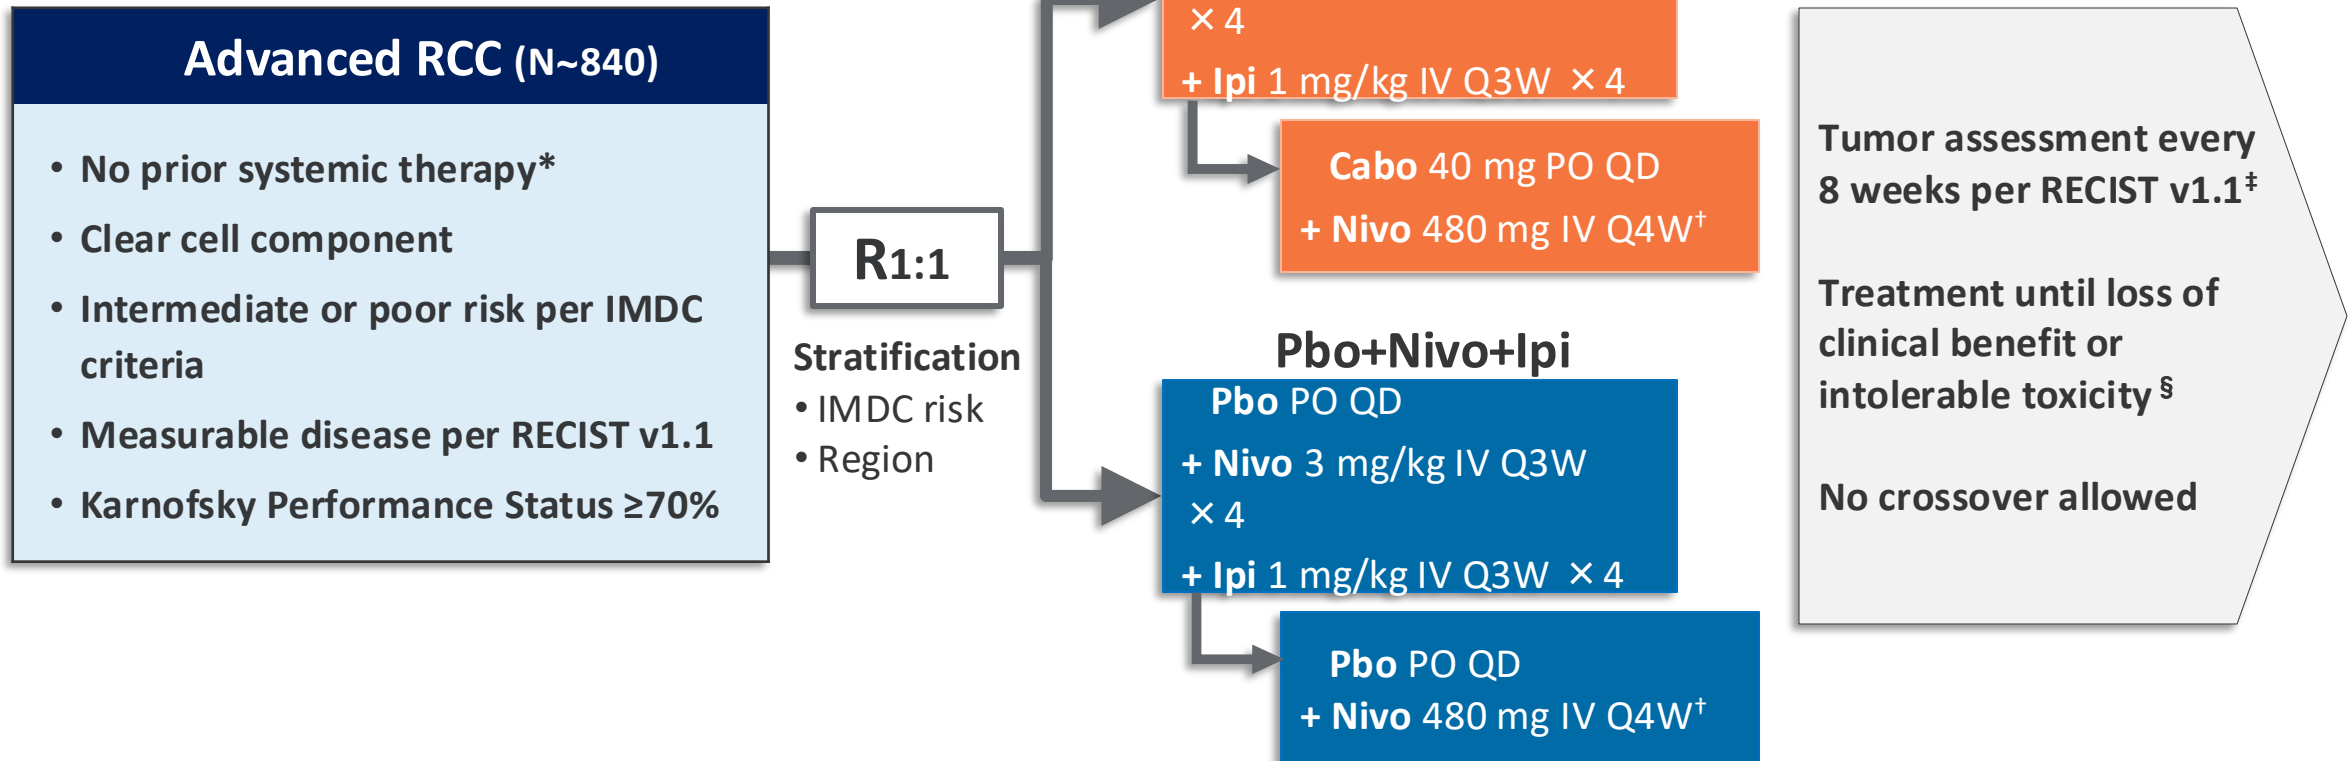 Advanced RCC (N~840)
• No prior systemic therapy*
• Clear cell component
• Intermediate or poor risk per IMDC
criteria
• Measurable disease per RECIST v1.1
• Karnofsky Performance Status ≥70%
R1:1
Stratification
• IMDC risk
• Region
× 4
+ Ipi 1 mg/kg IV Q3W × 4
Cabo 40 mg PO QD
+ Nivo 480 mg IV Q4W†
Pbo+Nivo+Ipi
Pbo PO QD
+ Nivo 3 mg/kg IV Q3W
× 4
+ Ipi 1 mg/kg IV Q3W × 4
Pbo PO QD
+ Nivo 480 mg IV Q4W†
Tumor assessment every
8 weeks per RECIST v1.1‡
Treatment until loss of
clinical benefit or
intolerable toxicity §
No crossover allowed